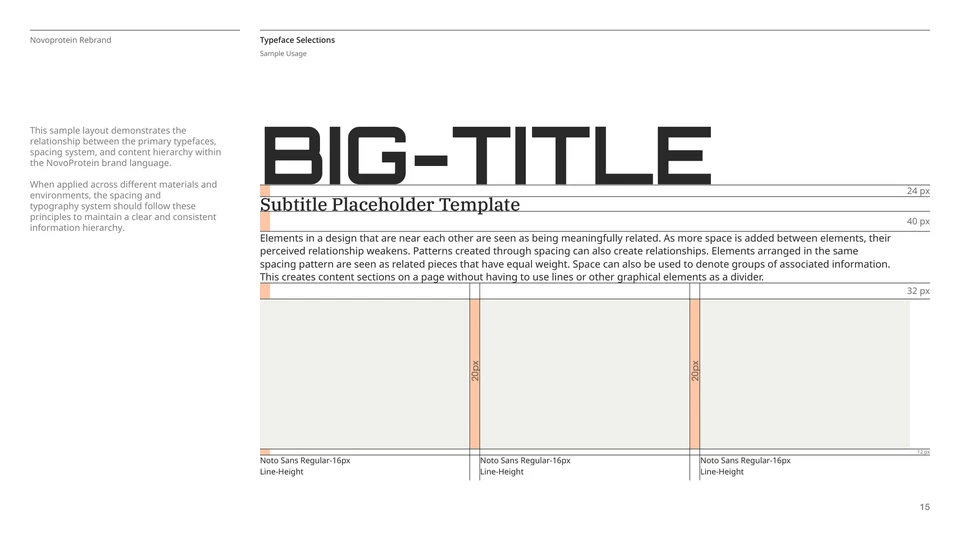 Novoprotein Rebrand
Typeface Selections
Sample Usage
This sample layout demonstrates the
relationship between the primary typefaces,
spacing system, and content hierarchy within
the NovoProtein brand language.
When applied across different materials and
environments, the spacing and
typography system should follow these
principles to maintain a clear and consistent
information hierarchy.
BIG-TITLE
24 px
Subtitle Placeholder Template
40 px
Elements in a design that are near each other are seen as being meaningfully related. As more space is added between elements, their
perceived relationship weakens. Patterns created through spacing can also create relationships. Elements arranged in the same
spacing pattern are seen as related pieces that have equal weight. Space can also be used to denote groups of associated information.
This creates content sections on a page without having to use lines or other graphical elements as a divider.
32 px
20px
20px
12px
Noto Sans Regular-16px
Line-Height
Noto Sans Regular-16px
Line-Height
Noto Sans Regular-16px
Line-Height
15